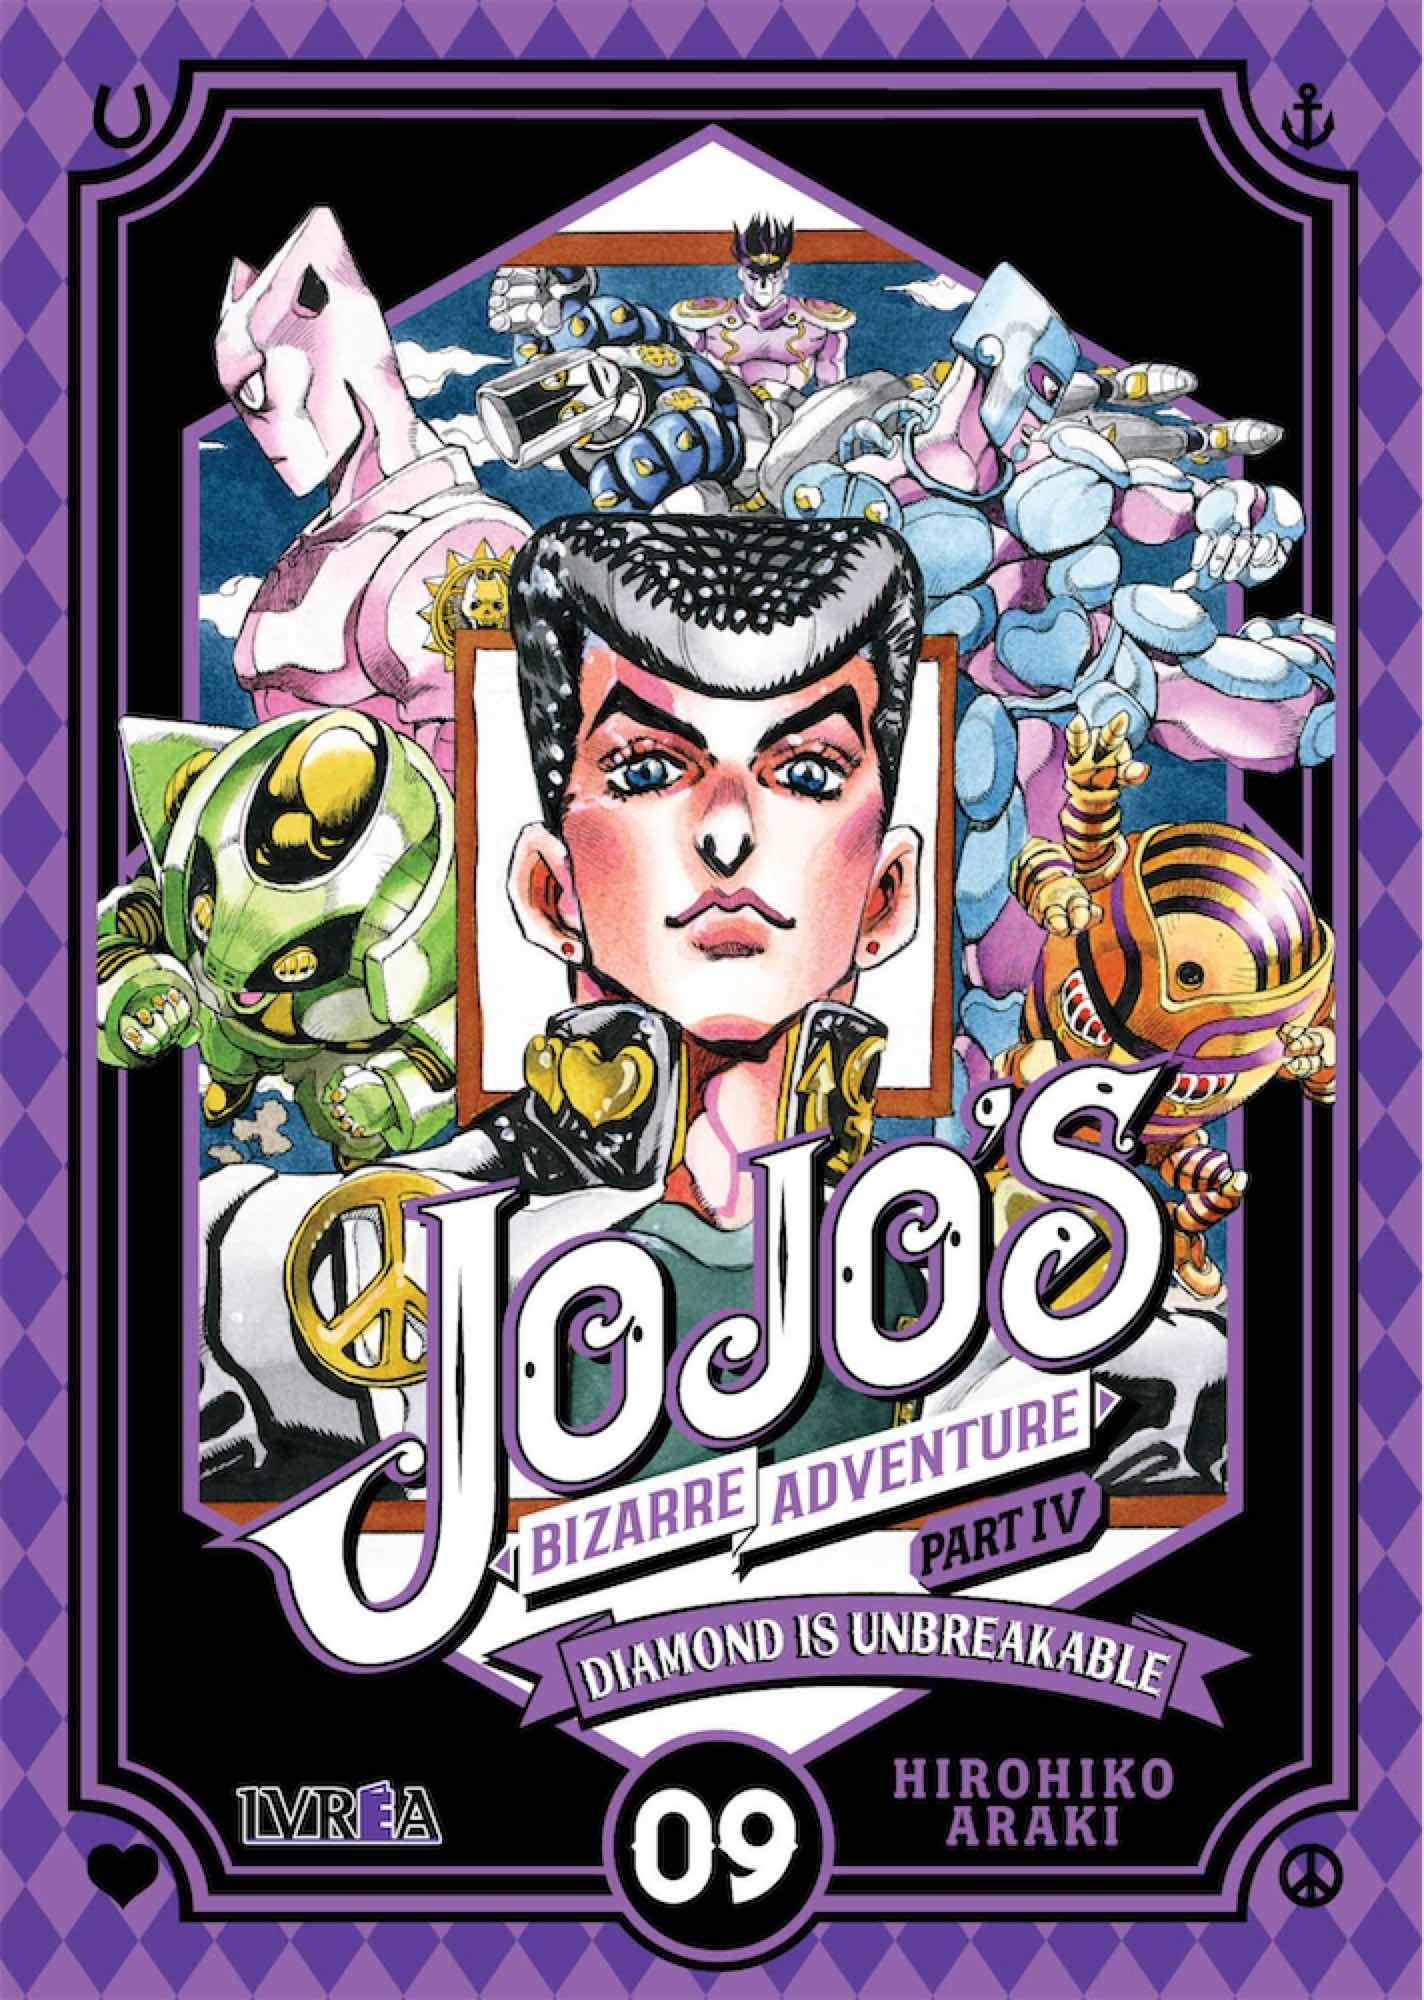 JOJO'S
BIZARRE ADVENTURE
PART IV
DIAMOND IS UNBREAKABLE
HIROHIKO
ARAKI
IVREA
09